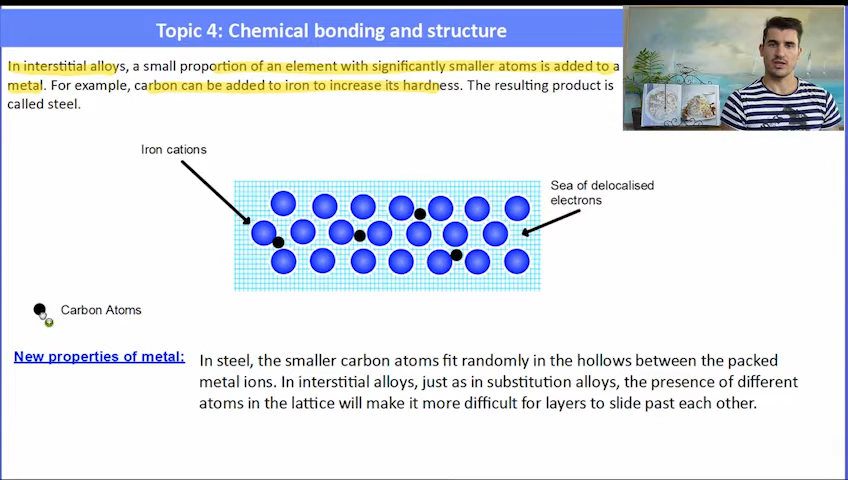 Topic 4: Chemical bonding and structure
In interstitial alloys, a small proportion of an element with significantly smaller atoms is added to a
metal. For example, carbon can be added to iron to increase its hardness. The resulting product is
called steel.
Iron cations
Sea of delocalised
electrons
Carbon Atoms
New properties of metal:
In steel, the smaller carbon atoms fit randomly in the hollows between the packed
metal ions. In interstitial alloys, just as in substitution alloys, the presence of different
atoms in the lattice will make it more difficult for layers to slide past each other.